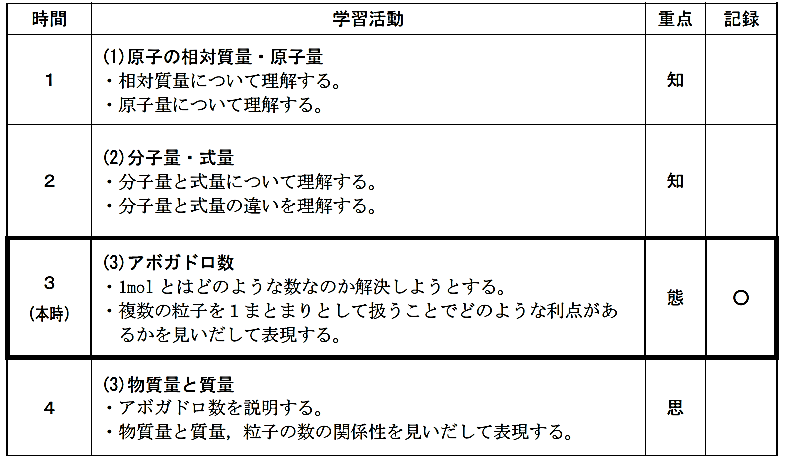 時間 学習活動 重点 記録
(1)原子の相対質量・原子量
・相対質量について理解する。
1 知
・原子量について理解する。
(2)分子量・式量
・分子量と式量について理解する。
2 知
・分子量と式量の違いを理解する。
(3)アボガドロ数
・1molとはどのような数なのか解決しようとする。
3 態 〇
(本時)
・複数の粒子を１まとまりとして扱うことでどのような利点があ
るかを見いだして表現する。
(3)物質量と質量
・アボガドロ数を説明する。
4 思
・物質量と質量，粒子の数の関係性を見いだして表現する。